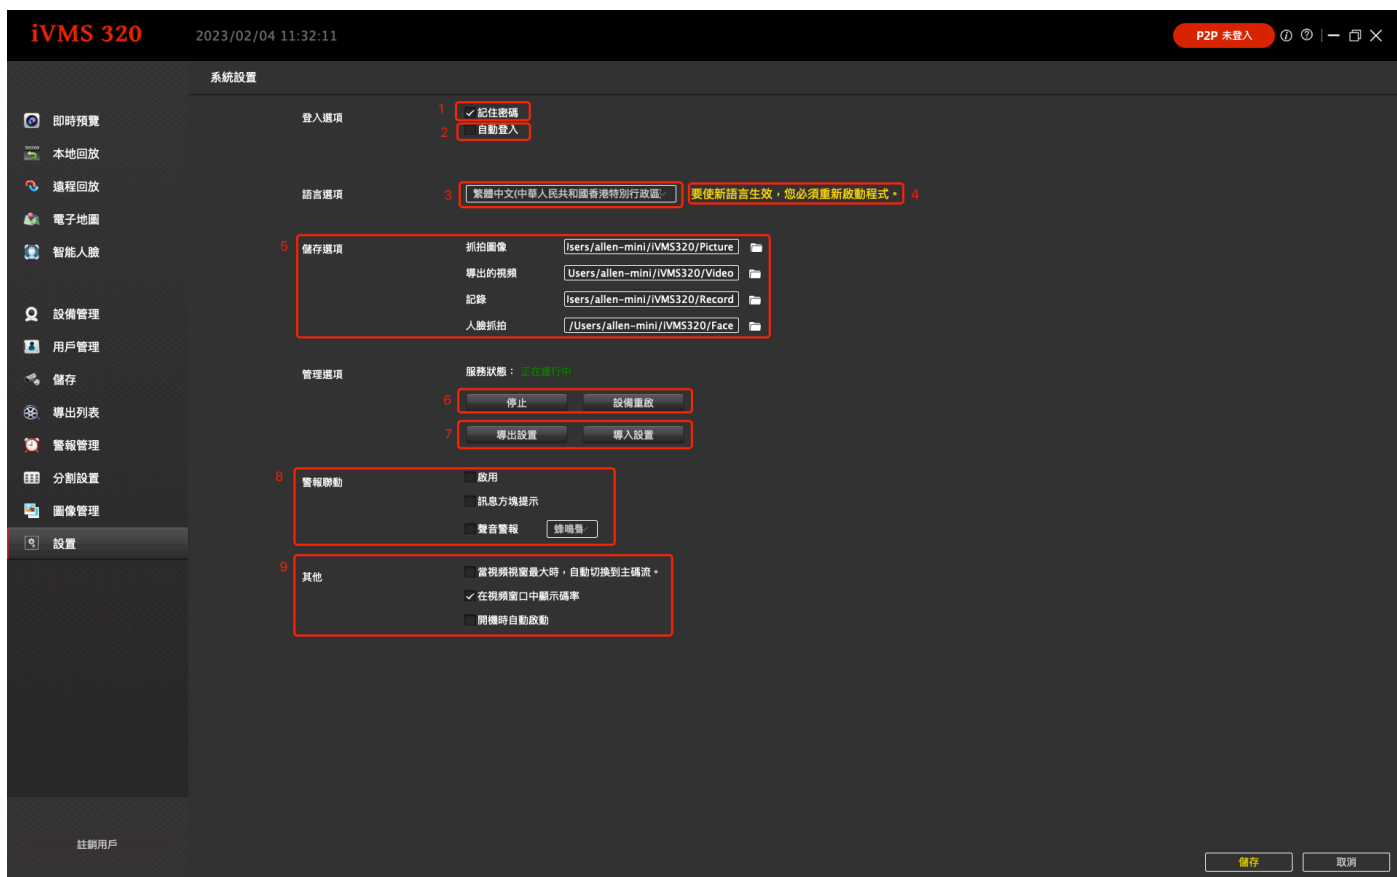 iVMS 320
2023/02/04 11:32:11
P2P 未登入
系統設置
即時預覽
本地回放
遠程回放
電子地圖
智能人臉
設備管理
用戶管理
儲存
導出列表
警報管理
分割設置
圖像管理
設置
註銷用戶
登入選項
1
記住密碼
2
自動登入
語言選項
3
繁體中文(中華人民共和國香港特別行政區
要使新語言生效，您必須重新啟動程式。
4
5
儲存選項
抓拍圖像
Isers/allen-mini/iVMS320/Picture
導出的視頻
Users/allen-mini/iVMS320/Video
記錄
Isers/allen-mini/iVMS320/Record
人臉抓拍
/Users/allen-mini/iVMS320/Face
管理選項
服務狀態： 正在運行中
6
停止
設備重啟
7
導出設置
導入設置
8
警報聯動
啟用
訊息方塊提示
聲音警報
蜂鳴聲
9
其他
當視頻視窗最大時，自動切換到主碼流。
在視頻窗口中顯示碼率
開機時自動啟動
儲存
取消